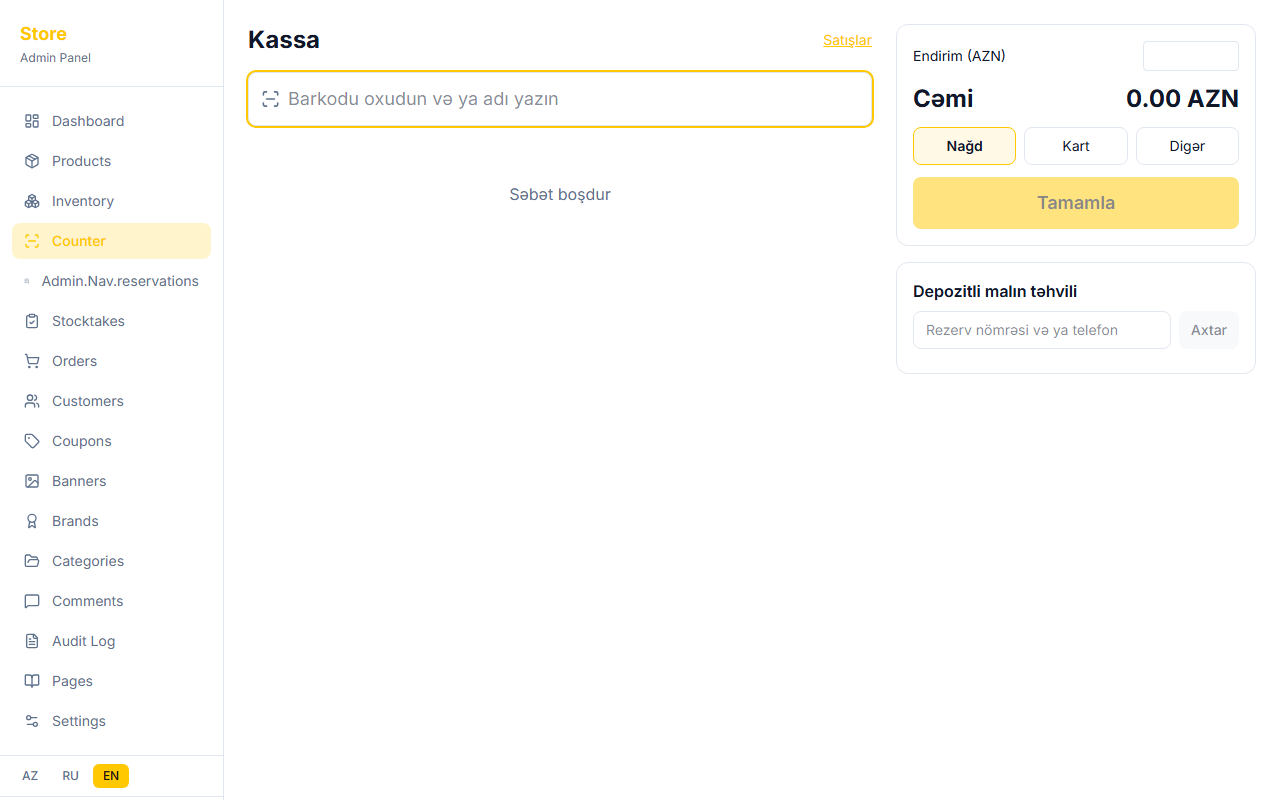 Store
Admin Panel
Dashboard
Products
Inventory
Counter
Admin.Nav.reservations
Stocktakes
Orders
Customers
Coupons
Banners
Brands
Categories
Comments
Audit Log
Pages
Settings
AZ RU EN
Kassa
Satışlar
Barkodu oxudun və ya adı yazın
Səbət boşdur
Endirim (AZN)
Cəmi 0.00 AZN
Nağd Kart Digər
Tamamla
Depozitli malın təhvili
Rezerv nömrəsi və ya telefon Axtar